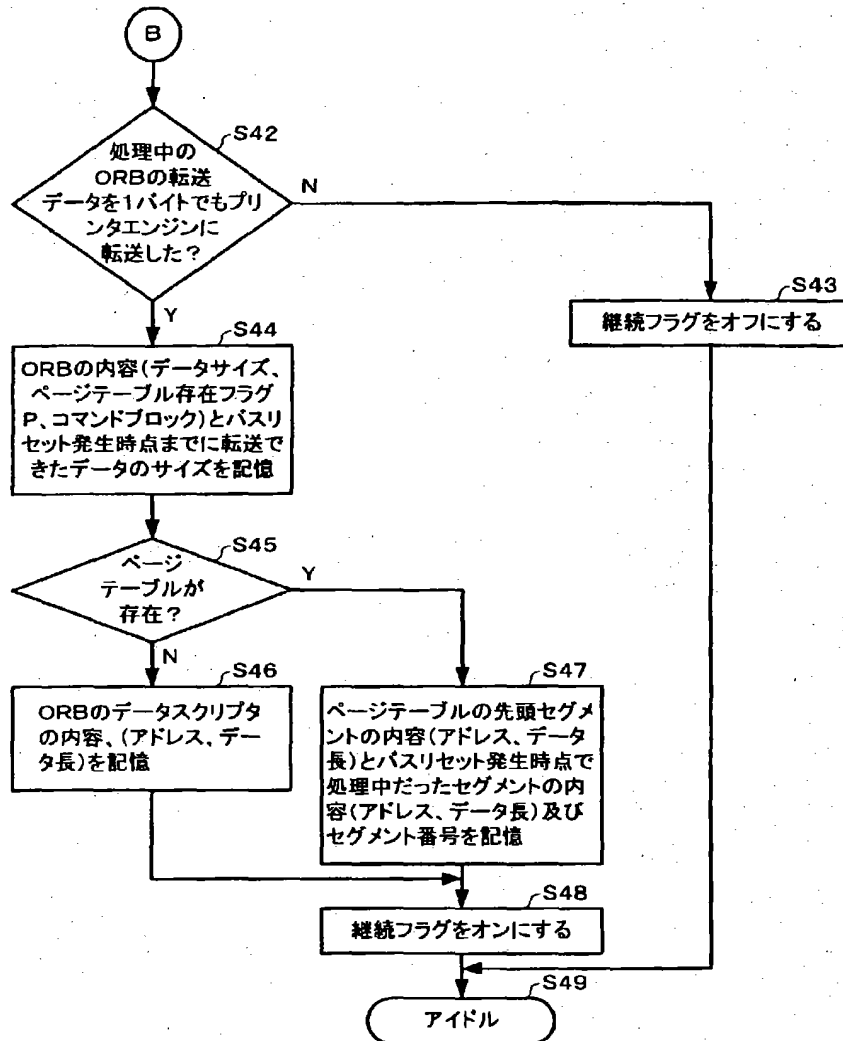 B
S42
処理中の
ORBの転送
データを1バイトでもプリ
ンタエンジンに
転送した？
N
Y
S43
継続フラグをオフにする
S44
ORBの内容(データサイズ、
ページテーブル存在フラグ
P、コマンドブロック)とバスリ
セット発生時点までに転送で
きたデータのサイズを記憶
S45
ページ
テーブルが
存在？
Y
N
S46
ORBのデータスクリプタ
の内容、(アドレス、デー
タ長)を記憶
S47
ページテーブルの先頭セグメ
ントの内容(アドレス、データ
長)とバスリセット発生時点で
処理中だったセグメントの内
容(アドレス、データ長)及び
セグメント番号を記憶
S48
継続フラグをオンにする
S49
アイドル